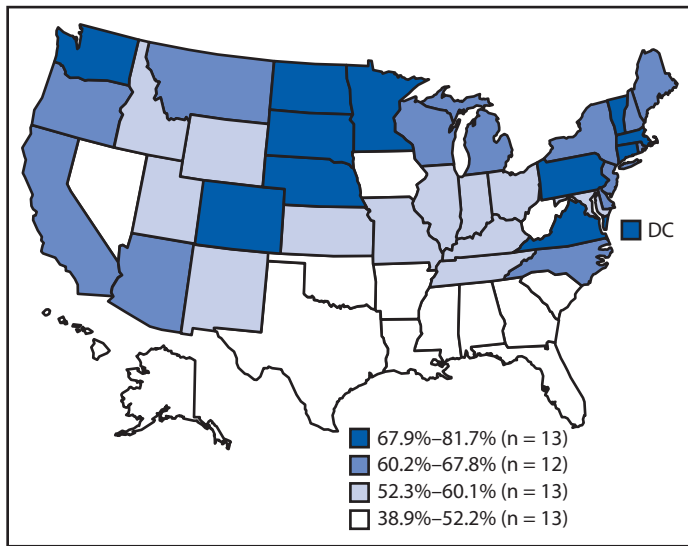 DC
67.9%–81.7% (n = 13)
60.2%–67.8% (n = 12)
52.3%–60.1% (n = 13)
38.9%–52.2% (n = 13)